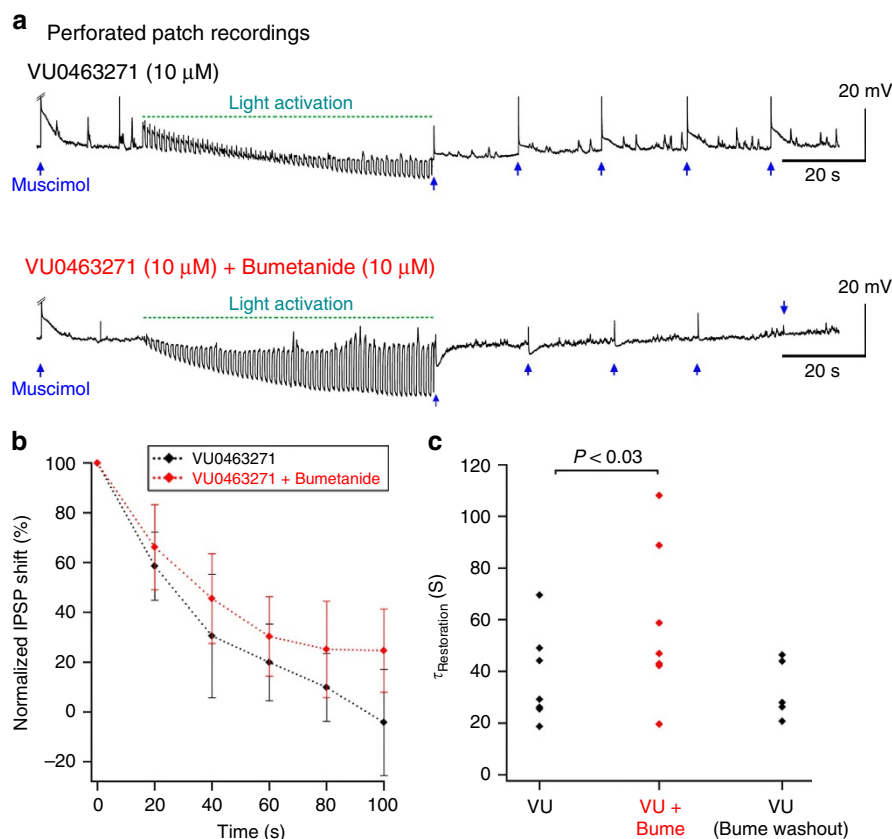 a
Perforated patch recordings
VU0463271 (10 μM)
Light activation
20 mV
20 s
Muscimol
VU0463271 (10 μM) + Bumetanide (10 μM)
Light activation
20 mV
20 s
Muscimol
b
VU0463271
VU0463271 + Bumetanide
Normalized IPSP shift (%)
100
80
60
40
20
0
–20
0 20 40 60 80 100
Time (s)
c
P < 0.03
τRestoration (S)
120
100
80
60
40
20
0
VU
VU + Bume
VU (Bume washout)